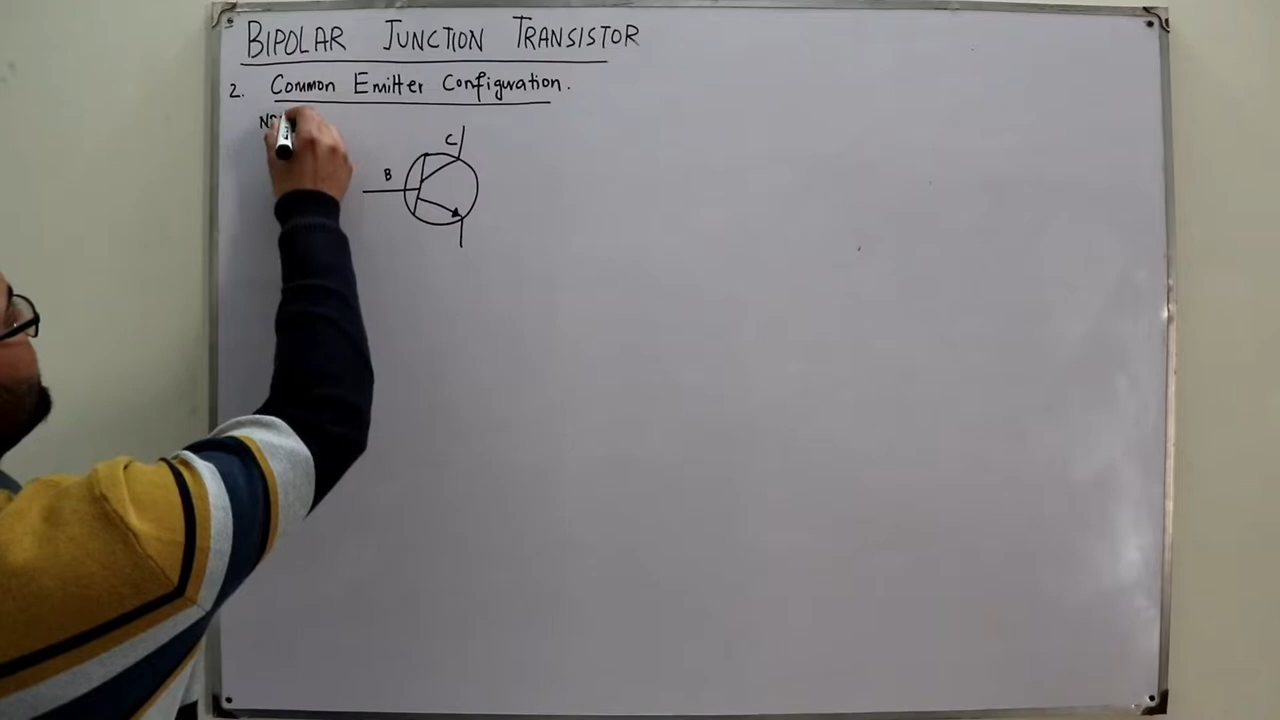 BIPOLAR JUNCTION TRANSISTOR
2. Common Emitter Configuration.
C
B